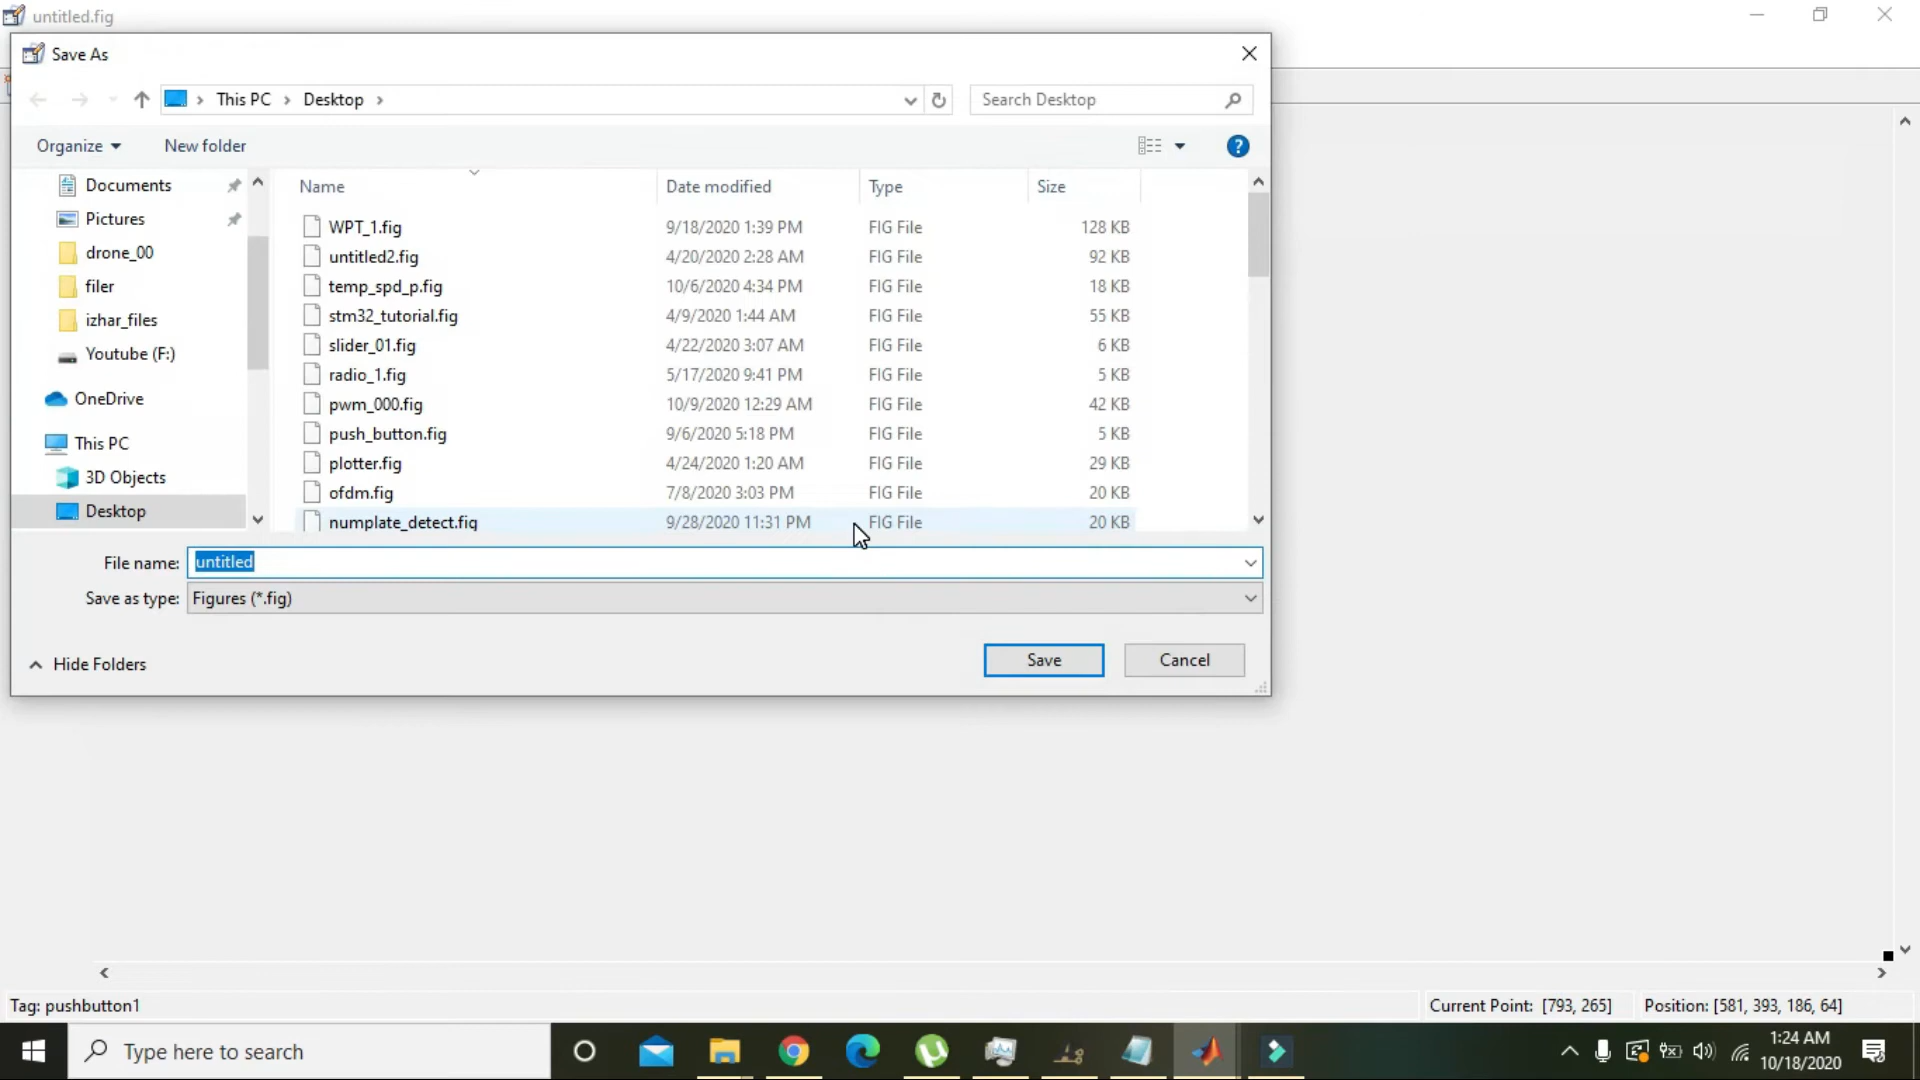 untitled.fig
Save As
This PC > Desktop >
Search Desktop
Organize
New folder
Documents
Pictures
drone_00
filer
izhar_files
Youtube (F:)
OneDrive
This PC
3D Objects
Desktop
Name Date modified Type Size
WPT_1.fig 9/18/2020 1:39 PM FIG File 128 KB
untitled2.fig 4/20/2020 2:28 AM FIG File 92 KB
temp_spd_p.fig 10/6/2020 4:34 PM FIG File 18 KB
stm32_tutorial.fig 4/9/2020 1:44 AM FIG File 55 KB
slider_01.fig 4/22/2020 3:07 AM FIG File 6 KB
radio_1.fig 5/17/2020 9:41 PM FIG File 5 KB
pwm_000.fig 10/9/2020 12:29 AM FIG File 42 KB
push_button.fig 9/6/2020 5:18 PM FIG File 5 KB
plotter.fig 4/24/2020 1:20 AM FIG File 29 KB
ofdm.fig 7/8/2020 3:03 PM FIG File 20 KB
numplate_detect.fig 9/28/2020 11:31 PM FIG File 20 KB
File name: untitled
Save as type: Figures (*.fig)
Hide Folders
Save
Cancel
Tag: pushbutton1
Current Point: [793, 265]
Position: [581, 393, 186, 64]
Type here to search
1:24 AM
10/18/2020